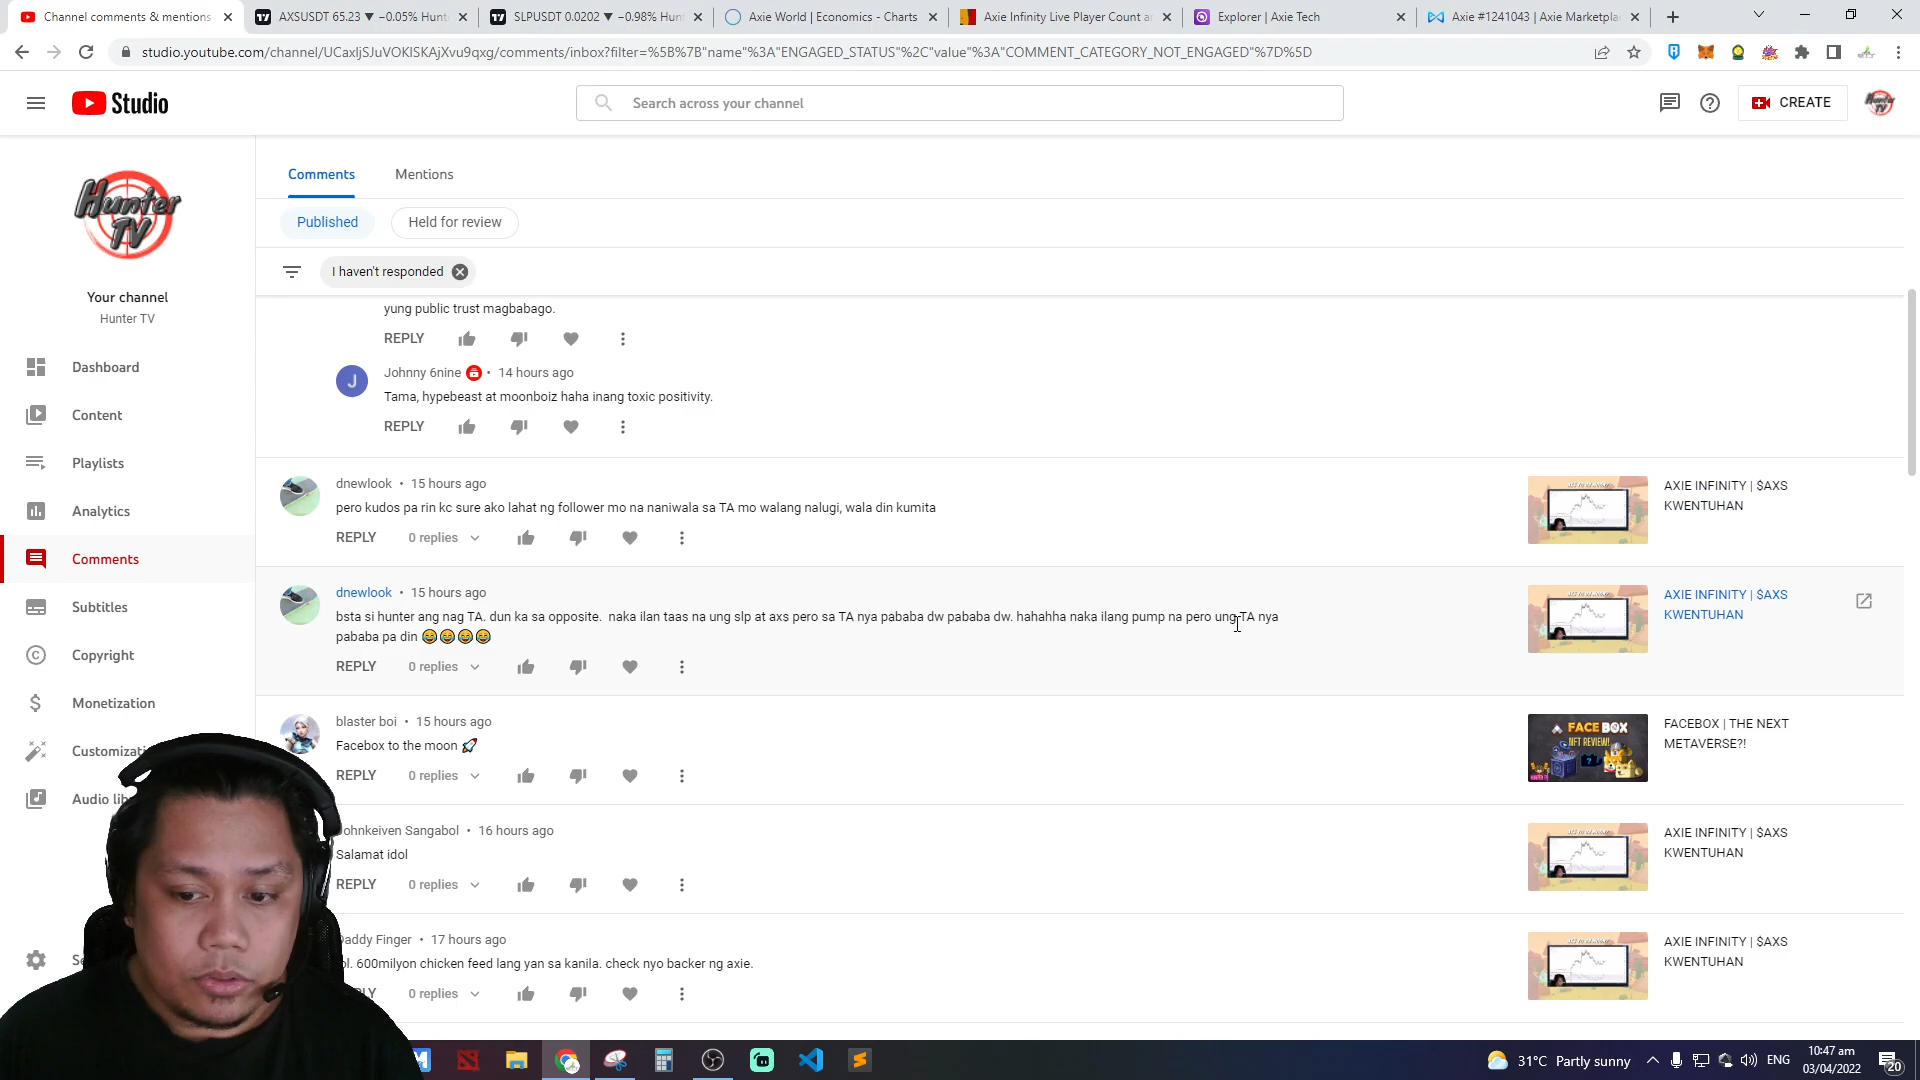 Channel comments & mentions
AXSUSDT 65.23 ▼ −0.05%
SLPUSDT 0.0202 ▼ −0.98%
Axie World | Economics - Charts
Axie Infinity Live Player Count
Explorer | Axie Tech
Axie #1241043 | Axie
studio.youtube.com/channel/UCaxljSJuVOKISKAjXvu9qxg/comments/inbox?filter=%5B%7B"name"%3A"ENGAGED_STATUS"%2C"value"%3A"COMMENT_CATEGORY_NOT_ENGAGED"%7D%5D
Studio
Search across your channel
CREATE
Hunter TV
Your channel
Hunter TV
Dashboard
Content
Playlists
Analytics
Comments
Subtitles
Copyright
Monetization
Comments
Mentions
Published
Held for review
I haven't responded
yung public trust magbabago.
REPLY
J
Johnny 6nine • 14 hours ago
Tama, hypebeast at moonboiz haha inang toxic positivity.
REPLY
dnewlook • 15 hours ago
pero kudos pa rin kc sure ako lahat ng follower mo na naniwala sa TA mo walang nalugi, wala din kumita
REPLY 0 replies
AXIE INFINITY | $AXS
KWENTUHAN
dnewlook • 15 hours ago
bsta si hunter ang nag TA. dun ka sa opposite. naka ilan taas na ung slp at axs pero sa TA nya pababa dw pababa dw. hahahha naka ilang pump na pero ung TA nya
pababa pa din 😂😂😂😂
REPLY 0 replies
AXIE INFINITY | $AXS
KWENTUHAN
blaster boi • 15 hours ago
Facebox to the moon 🚀
REPLY 0 replies
FACE BOX
NFT REVIEW!
FACEBOX | THE NEXT
METAVERSE?!
Sangabol • 16 hours ago
Salamat idol
REPLY 0 replies
AXIE INFINITY | $AXS
KWENTUHAN
Finger • 17 hours ago
600milyon chicken feed lang yan sa kanila. check nyo backer ng axie.
0 replies
AXIE INFINITY | $AXS
KWENTUHAN
31°C Partly sunny
ENG
10:47 am
03/04/2022
20